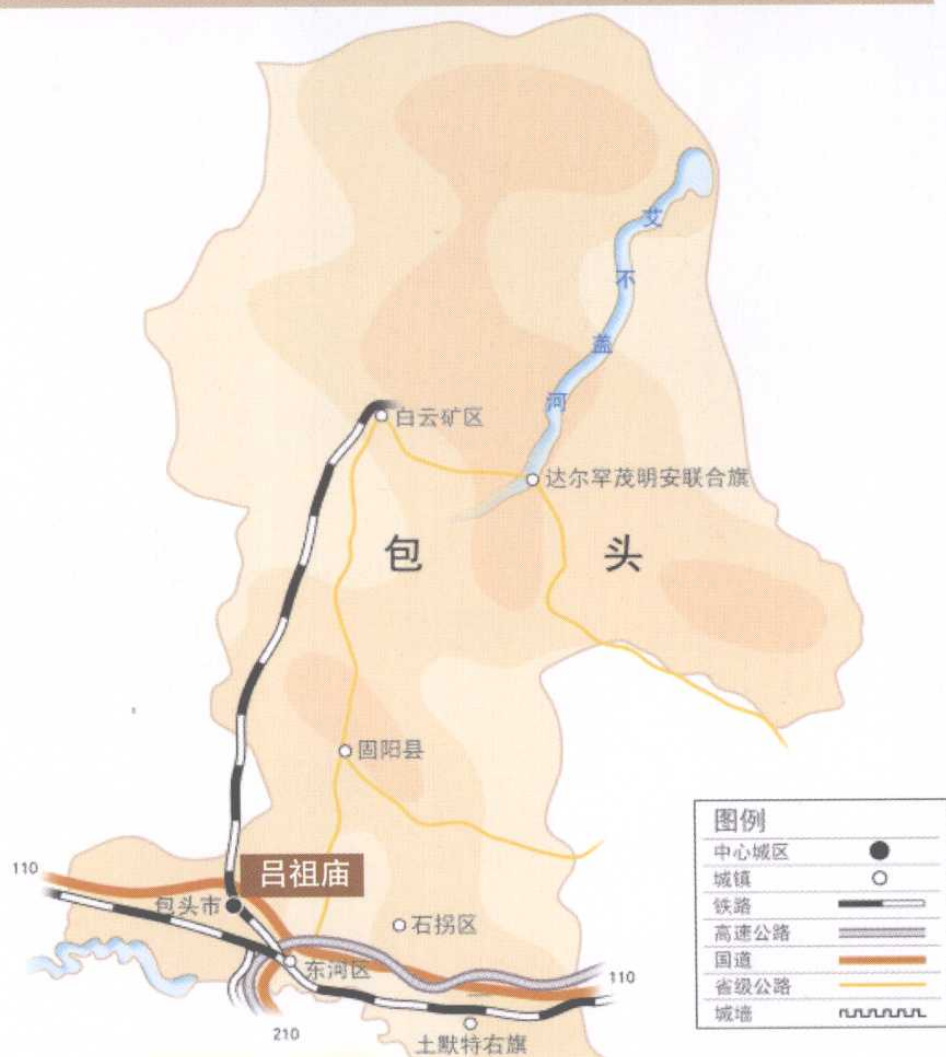 艾不盖河
白云矿区
达尔罕茂明安联合旗
包头
固阳县
吕祖庙
110
包头市
石拐区
东河区
110
210
土默特右旗
图例
中心城区
城镇
铁路
高速公路
国道
省级公路
城墙